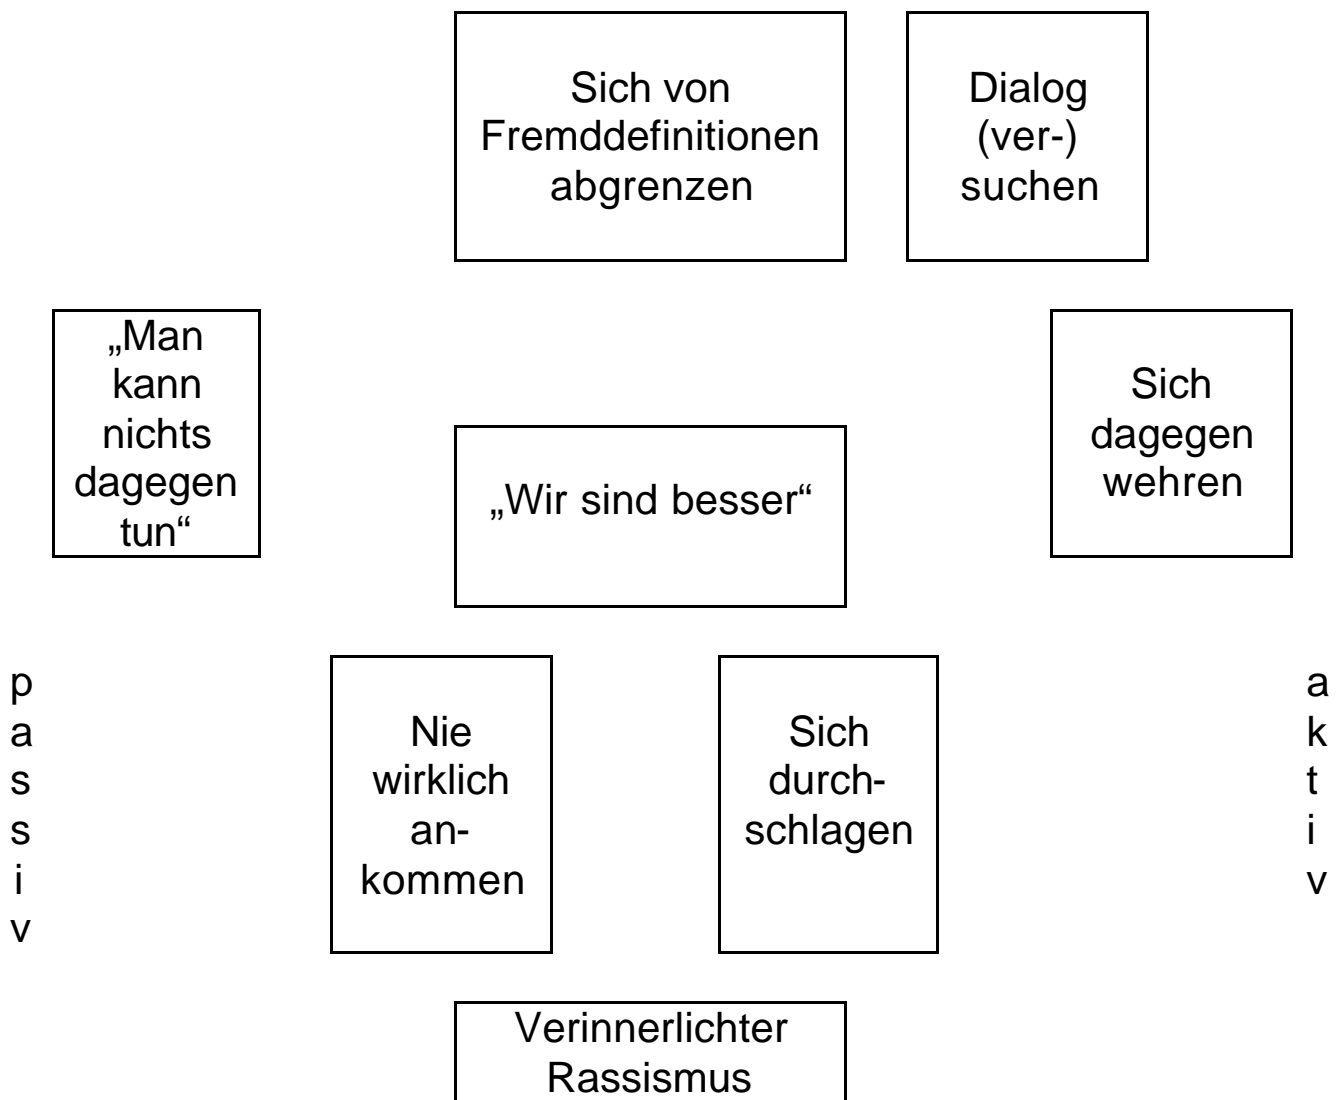 Sich von
Fremddefinitionen
abgrenzen
Dialog
(ver-)
suchen
„Man
kann
nichts
dagegen
tun“
„Wir sind besser“
Sich
dagegen
wehren
p
a
s
s
i
v
Nie
wirklich
an-
kommen
Sich
durch-
schlagen
a
k
t
i
v
Verinnerlichter
Rassismus